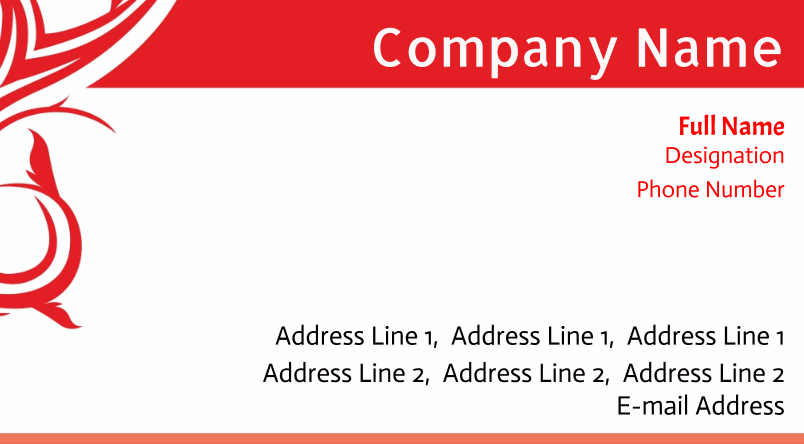 Company Name
Full Name
Designation
Phone Number
Address Line 1,  Address Line 1,  Address Line 1
Address Line 2,  Address Line 2,  Address Line 2
E-mail Address